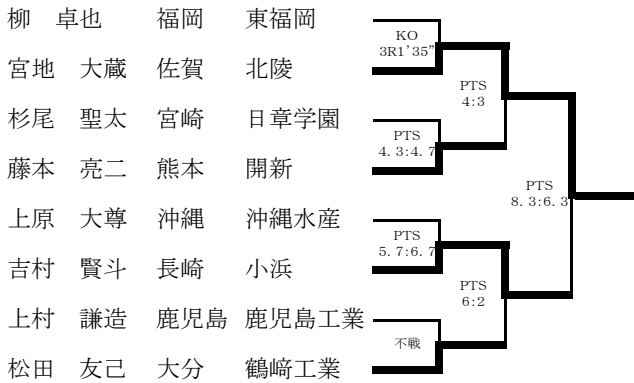 柳　卓也　福岡　東福岡
KO
3R1'35"
宮地　大蔵　佐賀　北陵
PTS
4:3
杉尾　聖太　宮崎　日章学園
PTS
4.3:4.7
藤本　亮二　熊本　開新
PTS
8.3:6.3
上原　大尊　沖縄　沖縄水産
PTS
5.7:6.7
吉村　賢斗　長崎　小浜
PTS
6:2
上村　謙造　鹿児島　鹿児島工業
不戦
松田　友己　大分　鶴﨑工業